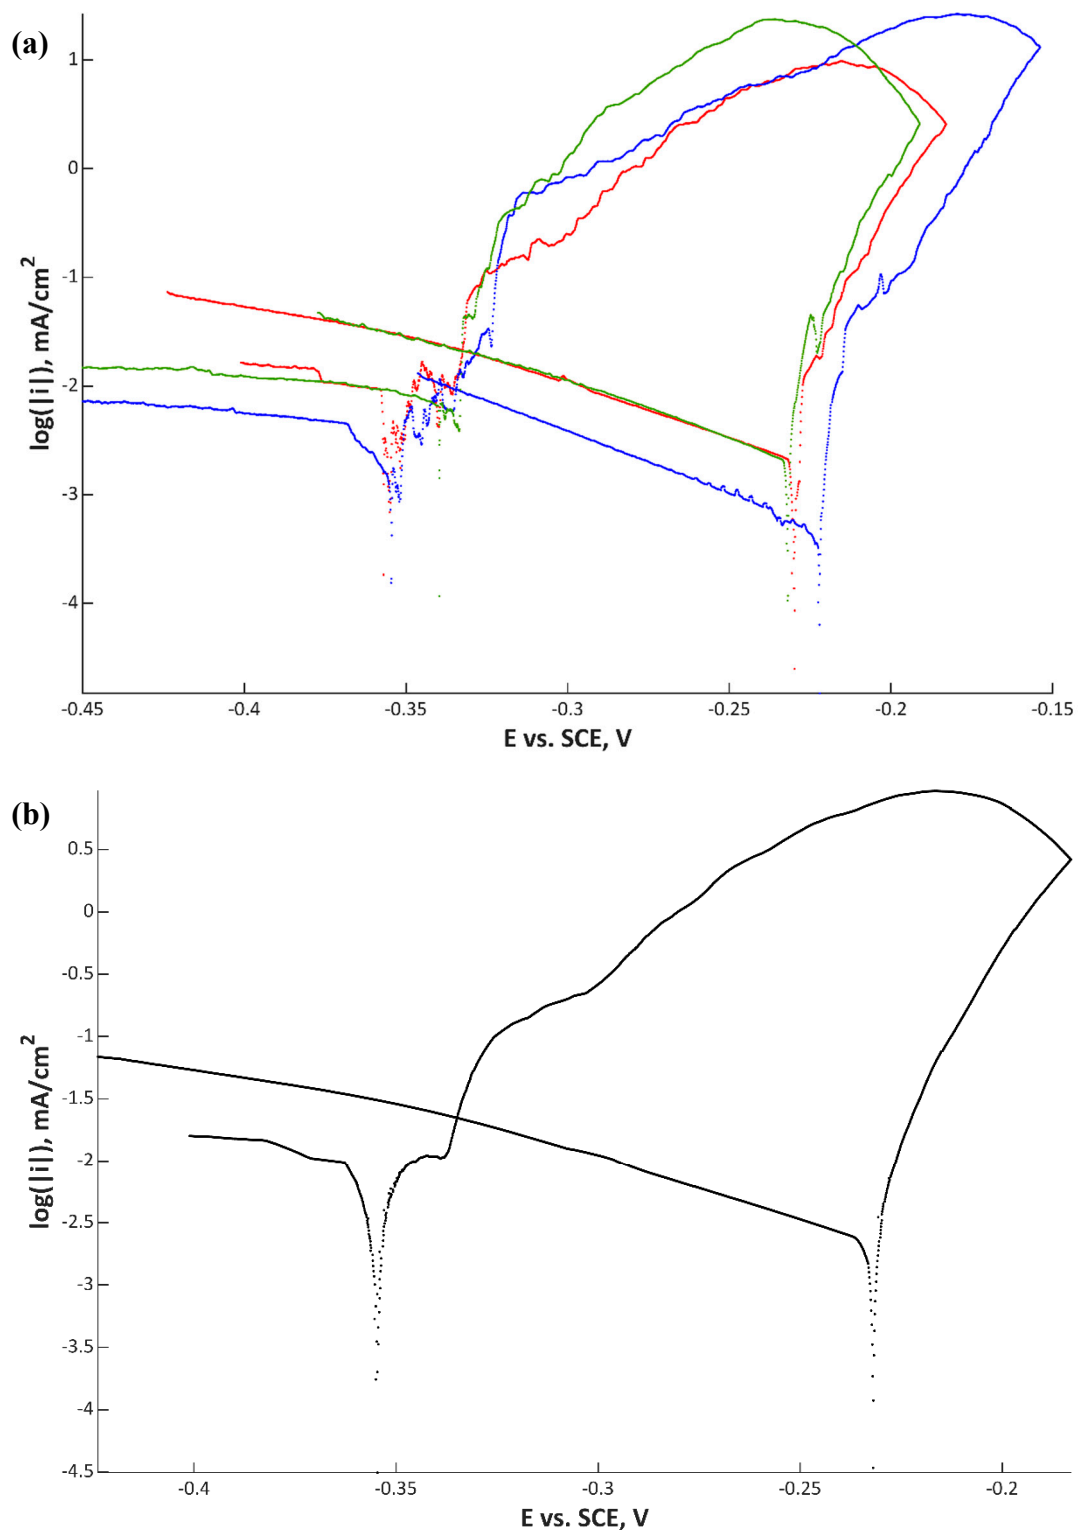 (a)
log(|i|), mA/cm²
1
0
-1
-2
-3
-4
-0.45 -0.4 -0.35 -0.3 -0.25 -0.2 -0.15
E vs. SCE, V
(b)
log(|i|), mA/cm²
0.5
0
-0.5
-1
-1.5
-2
-2.5
-3
-3.5
-4
-4.5
-0.4 -0.35 -0.3 -0.25 -0.2
E vs. SCE, V